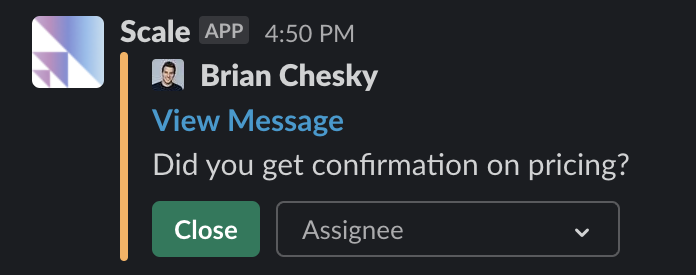 Scale APP 4:50 PM
Brian Chesky
View Message
Did you get confirmation on pricing?
Close Assignee